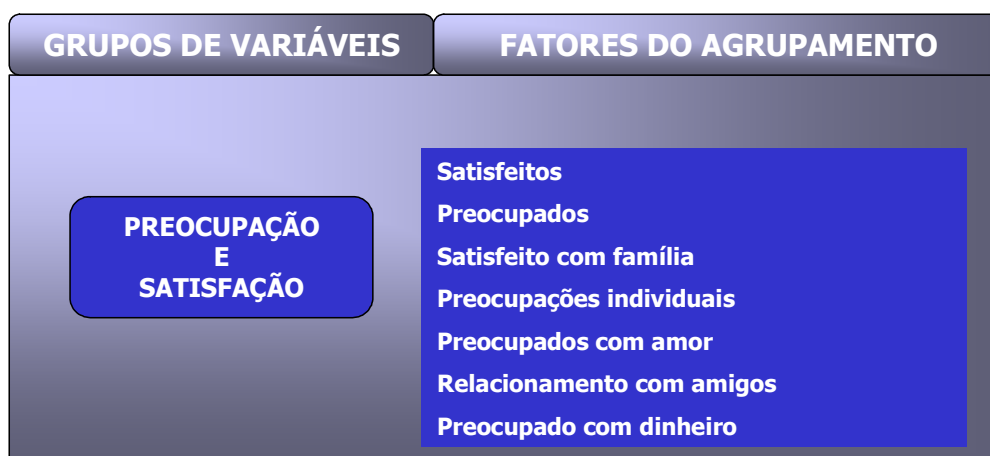 GRUPOS DE VARIÁVEIS
FATORES DO AGRUPAMENTO
PREOCUPAÇÃO
E
SATISFAÇÃO
Satisfeitos
Preocupados
Satisfeito com família
Preocupações individuais
Preocupados com amor
Relacionamento com amigos
Preocupado com dinheiro